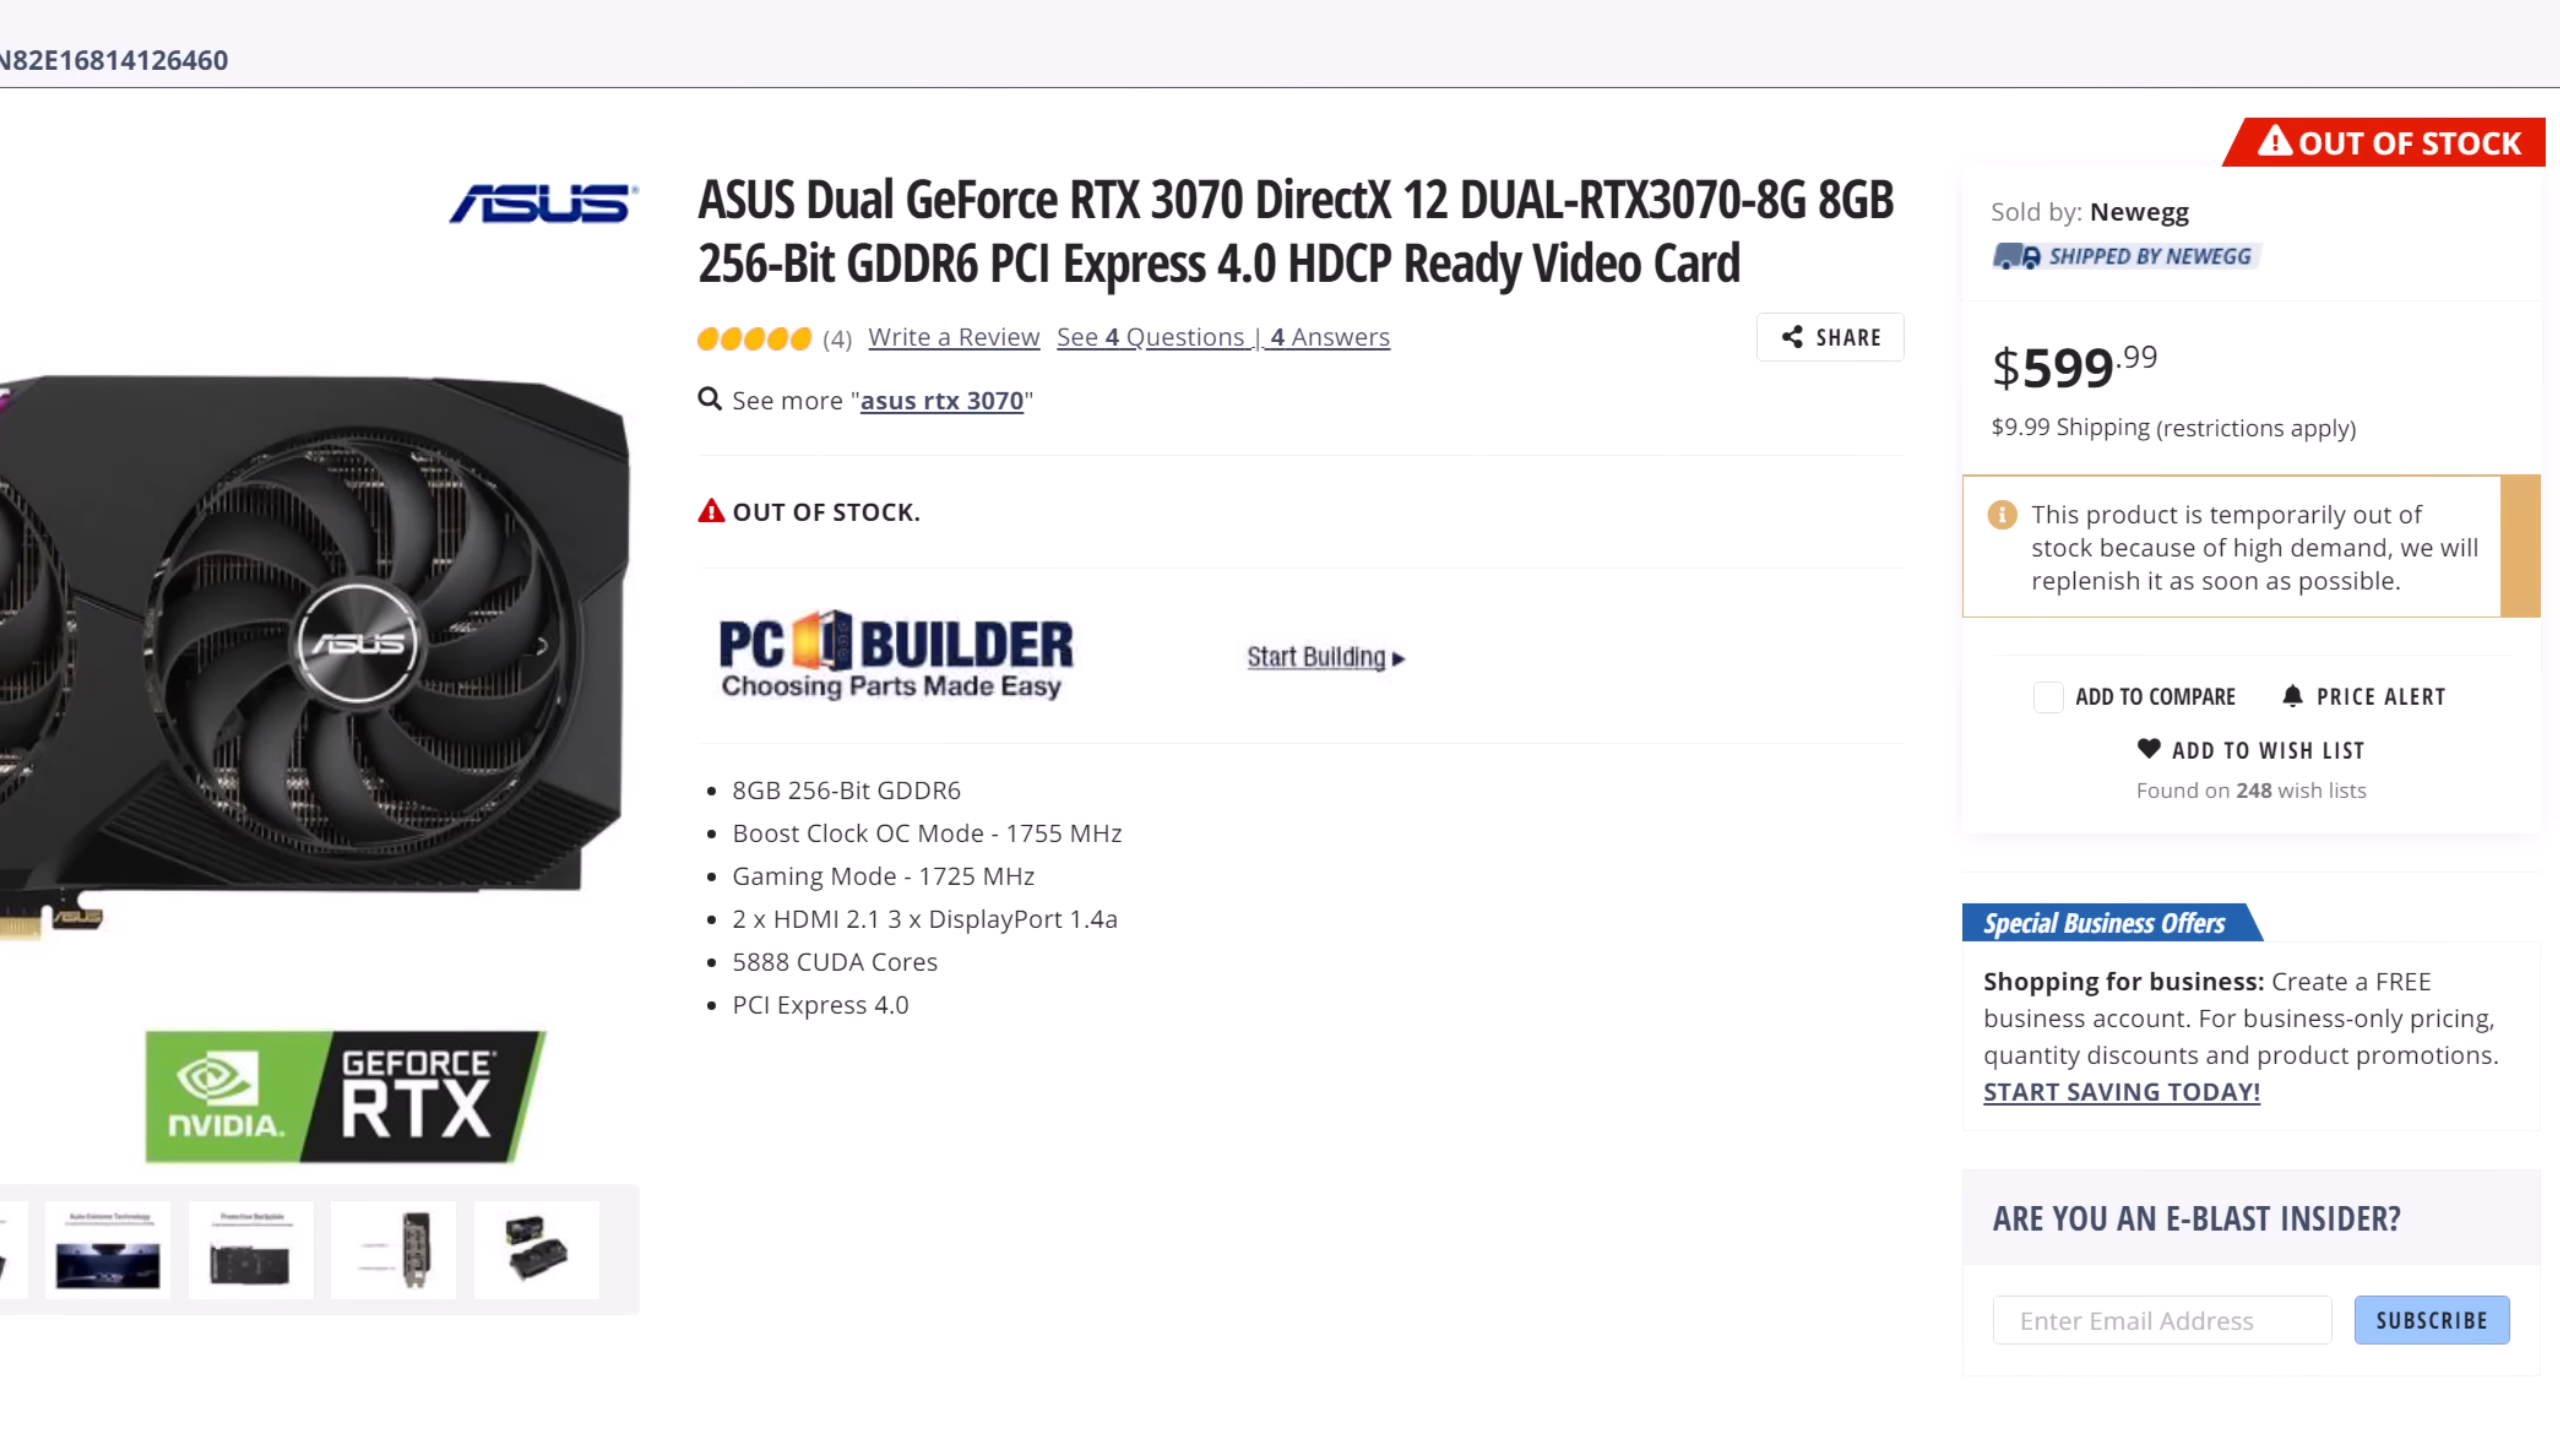 N82E16814126460
OUT OF STOCK
ASUS
ASUS Dual GeForce RTX 3070 DirectX 12 DUAL-RTX3070-8G 8GB
256-Bit GDDR6 PCI Express 4.0 HDCP Ready Video Card
(4) Write a Review See 4 Questions | 4 Answers
SHARE
See more "asus rtx 3070"
OUT OF STOCK.
PC BUILDER
Choosing Parts Made Easy
Start Building
8GB 256-Bit GDDR6
Boost Clock OC Mode - 1755 MHz
Gaming Mode - 1725 MHz
2 x HDMI 2.1 3 x DisplayPort 1.4a
5888 CUDA Cores
PCI Express 4.0
ASUS
ASUS
NVIDIA.
GEFORCE
RTX
Auto-Extreme Technology
Protective Backplate
Sold by: Newegg
SHIPPED BY NEWEGG
$599.99
$9.99 Shipping (restrictions apply)
This product is temporarily out of
stock because of high demand, we will
replenish it as soon as possible.
ADD TO COMPARE
PRICE ALERT
ADD TO WISH LIST
Found on 248 wish lists
Special Business Offers
Shopping for business: Create a FREE
business account. For business-only pricing,
quantity discounts and product promotions.
START SAVING TODAY!
ARE YOU AN E-BLAST INSIDER?
Enter Email Address
SUBSCRIBE